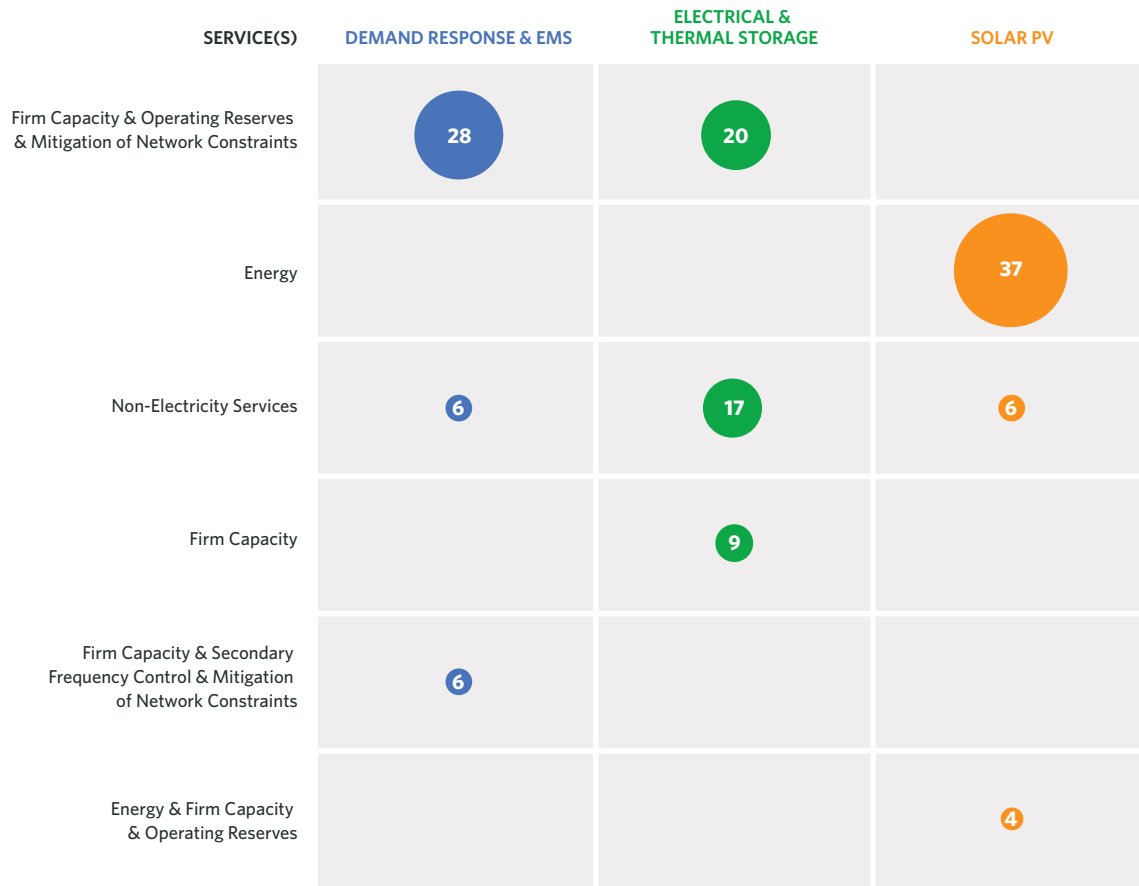 SERVICE(S)
DEMAND RESPONSE & EMS
ELECTRICAL &
THERMAL STORAGE
SOLAR PV
Firm Capacity & Operating Reserves
& Mitigation of Network Constraints
28
20
Energy
37
Non-Electricity Services
6
17
6
Firm Capacity
9
Firm Capacity & Secondary
Frequency Control & Mitigation
of Network Constraints
6
Energy & Firm Capacity
& Operating Reserves
4